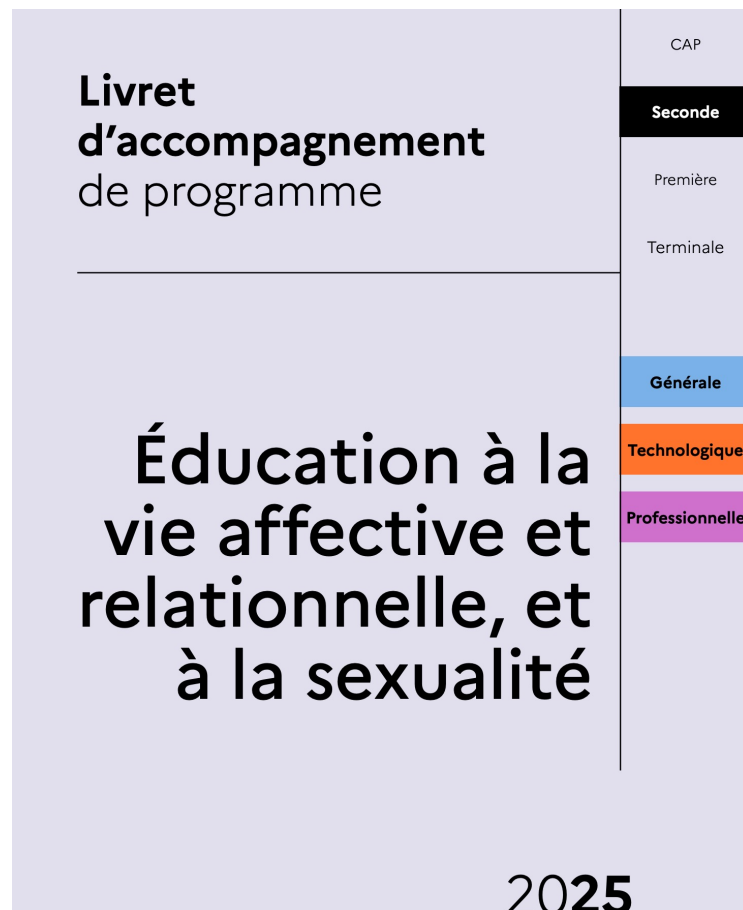 Livret
d’accompagnement
de programme
Éducation à la
vie affective et
relationnelle, et
à la sexualité
2025
CAP
Seconde
Première
Terminale
Générale
Technologique
Professionnelle